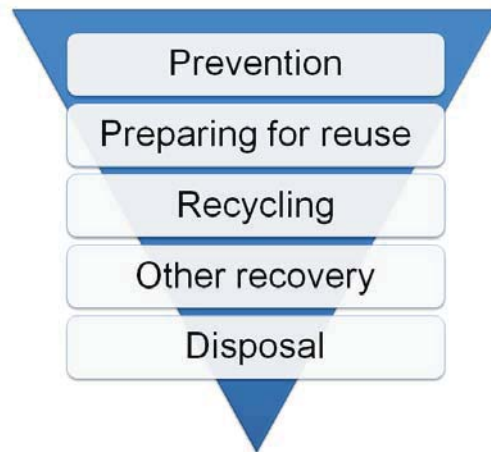 Prevention
Preparing for reuse
Recycling
Other recovery
Disposal